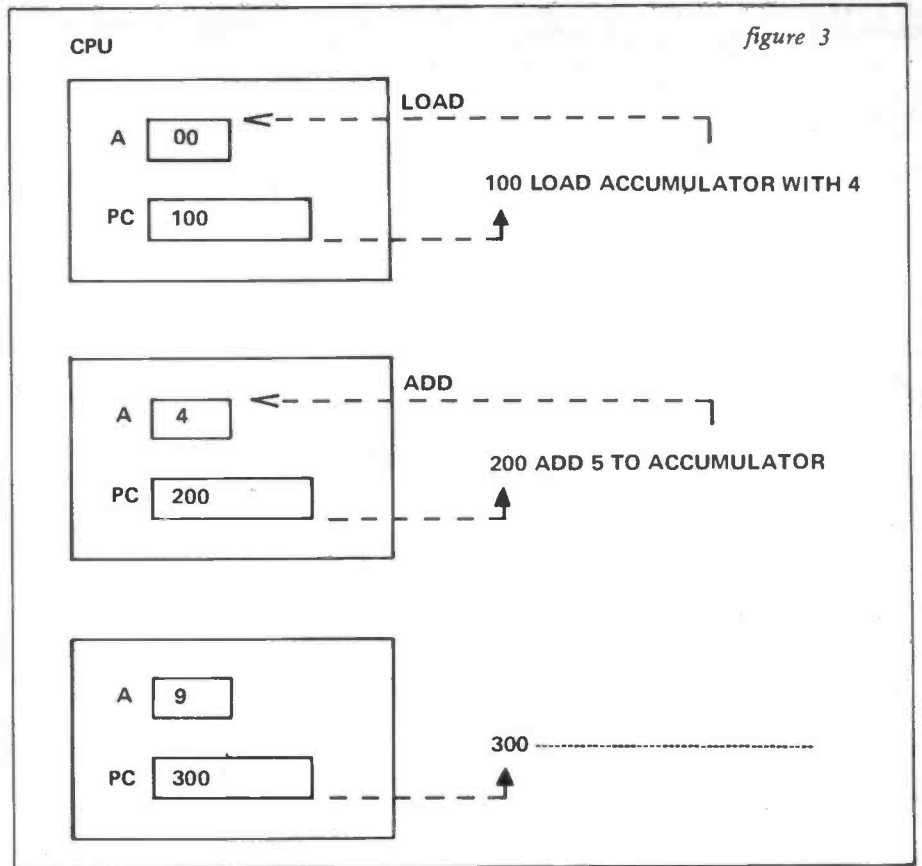 figure 3
CPU
LOAD
A 00
100 LOAD ACCUMULATOR WITH 4
PC 100
ADD
A 4
200 ADD 5 TO ACCUMULATOR
PC 200
A 9
300
PC 300